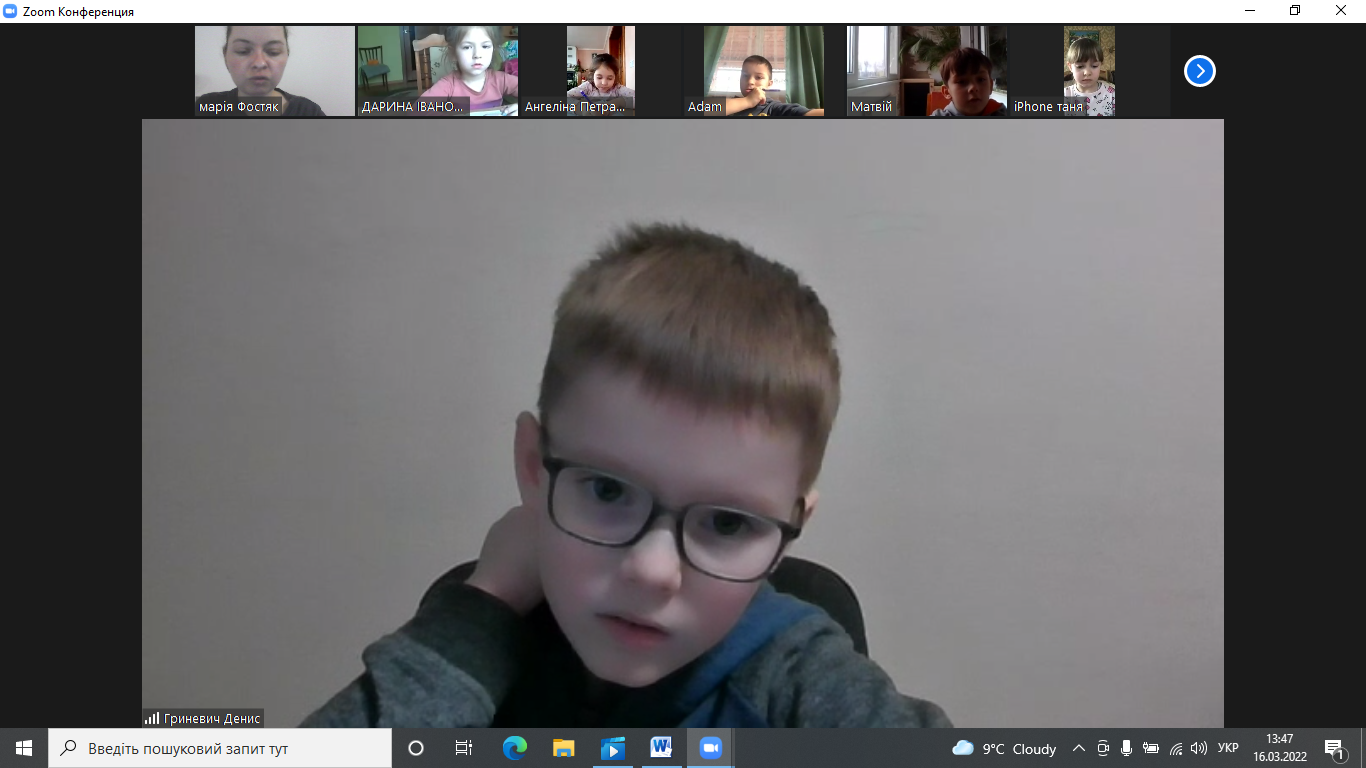 Zoom Конференция
марія Фостяк
ДАРИНА ІВАНО...
Ангеліна Петра...
Adam
Матвій
iPhone таня
Гриневич Денис
Введіть пошуковий запит тут
9°C Cloudy
УКР
13:47
16.03.2022
1